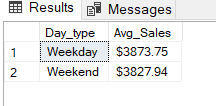 Results Messages
Day_type Avg_Sales
1 Weekday $3873.75
2 Weekend $3827.94